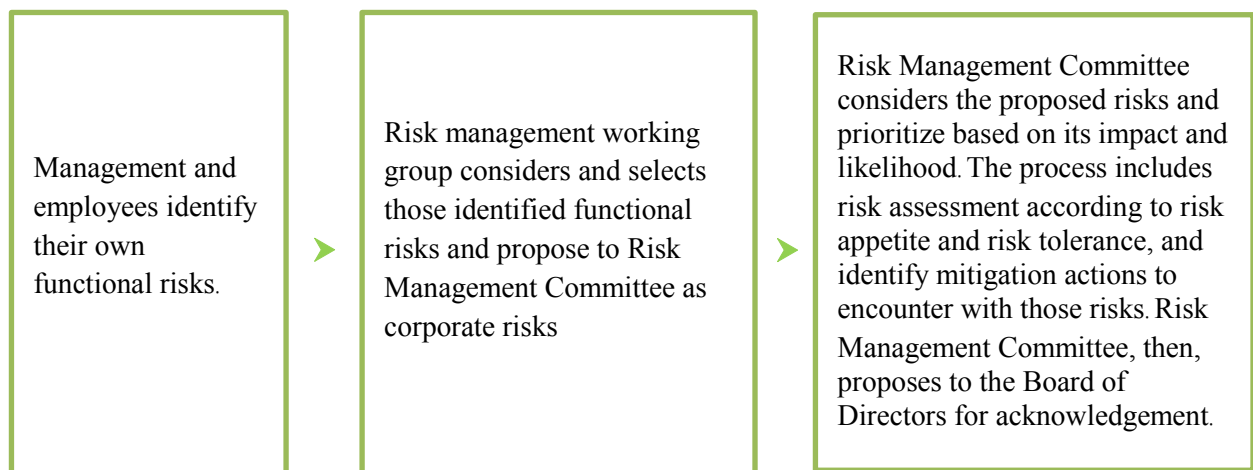 Management and
employees identify
their own
functional risks.
Risk management working
group considers and selects
those identified functional
risks and propose to Risk
Management Committee as
corporate risks
Risk Management Committee
considers the proposed risks and
prioritize based on its impact and
likelihood. The process includes
risk assessment according to risk
appetite and risk tolerance, and
identify mitigation actions to
encounter with those risks. Risk
Management Committee, then,
proposes to the Board of
Directors for acknowledgement.